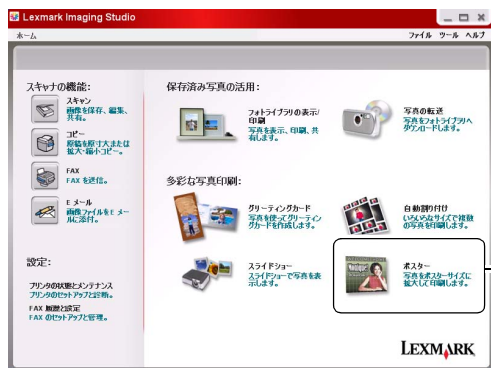 Lexmark Imaging Studio
ホーム
ファイル ツール ヘルプ
スキャナの機能:
スキャン
画像を保存、編集、
共有。
コピー
原稿を原寸大または
拡大・縮小コピー。
FAX
FAX を送信。
E メール
画像ファイルをE メー
ルに添付。
設定:
プリンタの状態とメンテナンス
プリンタのセットアップと診断。
FAX 履歴と設定
FAX のセットアップと管理。
保存済み写真の活用:
フォトライブラリの表示/
印刷
写真を表示、印刷、共
有します。
写真の転送
写真をフォトライブラリへ
ダウンロードします。
多彩な写真印刷:
グリーティングカード
写真を使ってグリーティン
グカードを作成します。
自動割り付け
いろいろなサイズで複数
の写真を印刷します。
スライドショー
スライドショーで写真を表
示します。
ポスター
写真をポスターサイズに
拡大して印刷します。
LEXMARK